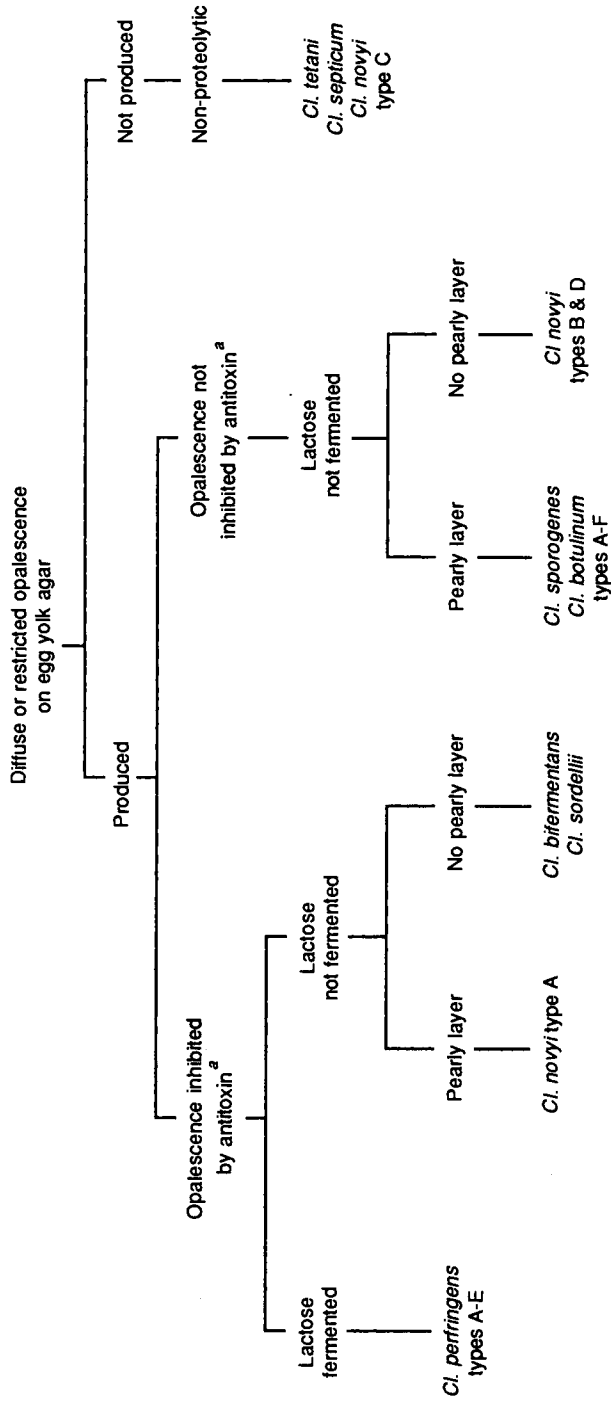 Diffuse or restricted opalescence
on egg yolk agar
Produced
Not produced
Opalescence inhibited
by antitoxin a
Opalescence not
inhibited by antitoxin a
Non-proteolytic
Lactose
fermented
Lactose
not fermented
Lactose
not fermented
Cl. tetani
Cl. septicum
Cl. novyi
type C
Pearly layer
No pearly layer
Pearly layer
No pearly layer
Cl. perfringens
types A-E
Cl. novyi type A
Cl. bifermentans
Cl. sordellii
Cl. sporogenes
Cl. botulinum
types A-F
Cl novyi
types B & D